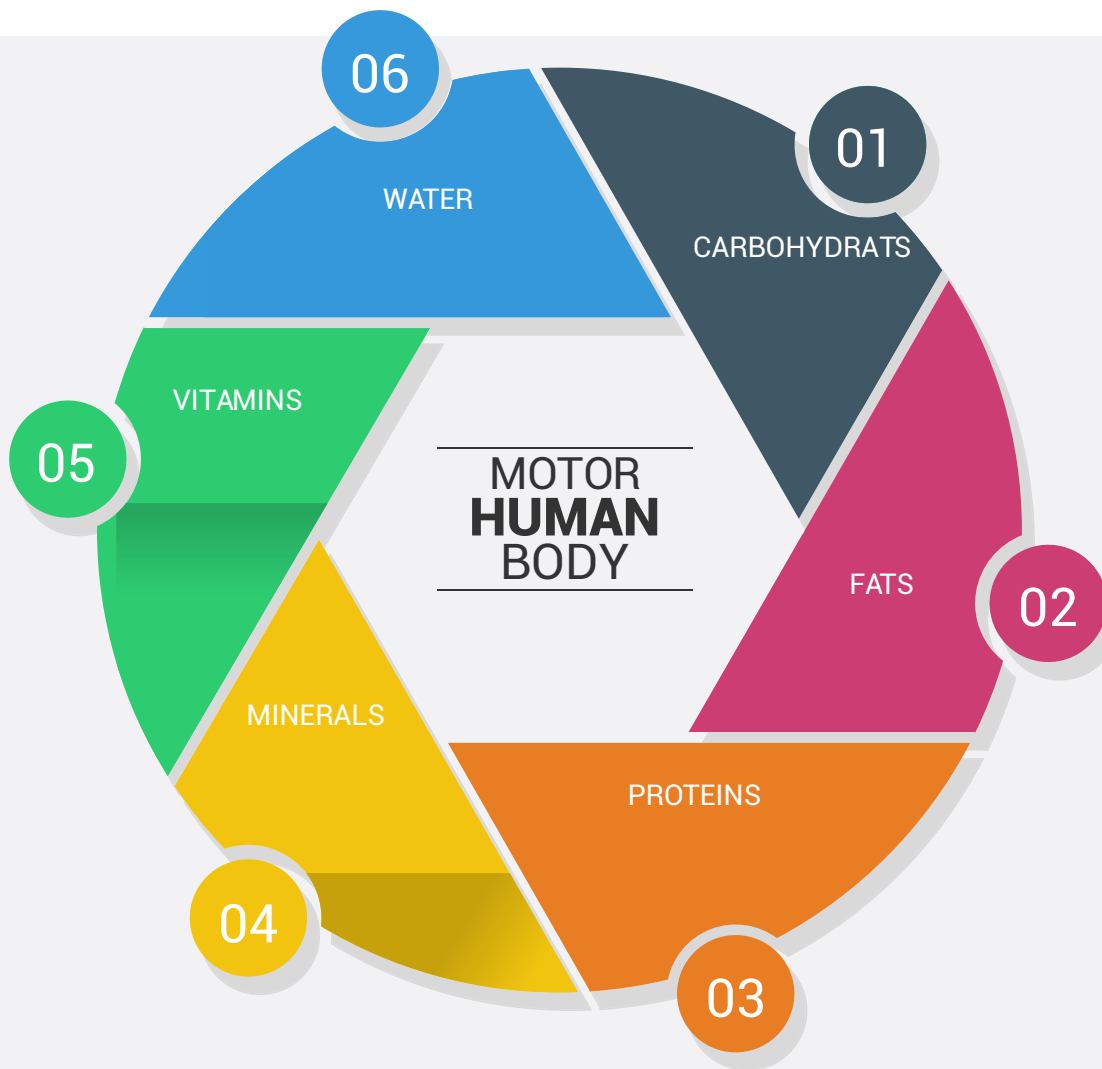 06
WATER
01
CARBOHYDRATS
VITAMINS
05
MOTOR
HUMAN
BODY
FATS
02
MINERALS
PROTEINS
04
03